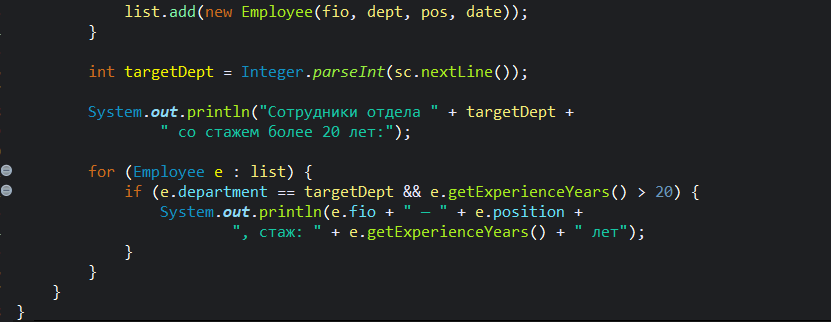 list.add(new Employee(fio, dept, pos, date));
}
int targetDept = Integer.parseInt(sc.nextLine());
System.out.println("Сотрудники отдела " + targetDept +
" со стажем более 20 лет:");
for (Employee e : list) {
if (e.department == targetDept && e.getExperienceYears() > 20) {
System.out.println(e.fio + " — " + e.position +
", стаж: " + e.getExperienceYears() + " лет");
}
}
}
}